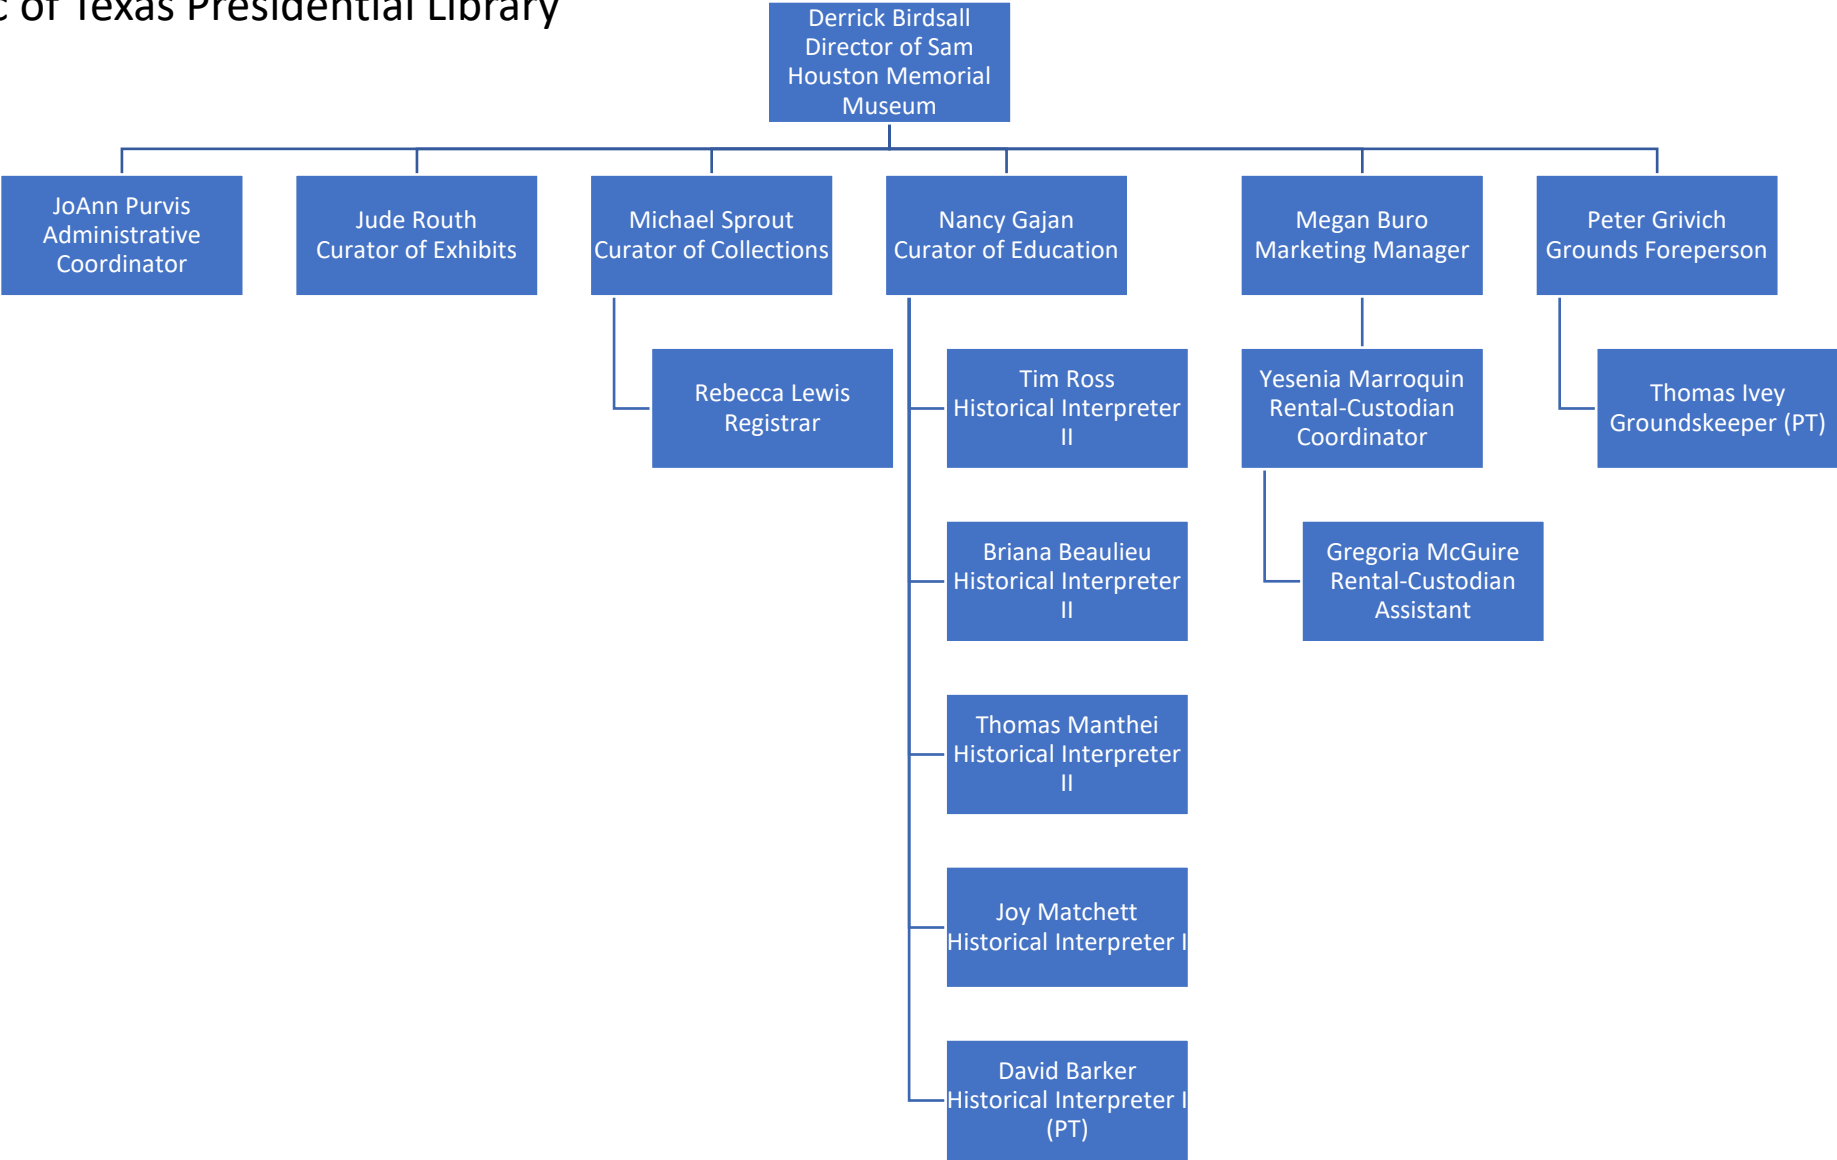 of Texas Presidential Library
Derrick Birdsall
Director of Sam
Houston Memorial
Museum
JoAnn Purvis
Administrative
Coordinator
Jude Routh
Curator of Exhibits
Michael Sprout
Curator of Collections
Nancy Gajan
Curator of Education
Megan Buro
Marketing Manager
Peter Grivich
Grounds Foreperson
Rebecca Lewis
Registrar
Tim Ross
Historical Interpreter
II
Yesenia Marroquin
Rental-Custodian
Coordinator
Thomas Ivey
Groundskeeper (PT)
Briana Beaulieu
Historical Interpreter
II
Gregoria McGuire
Rental-Custodian
Assistant
Thomas Manthei
Historical Interpreter
II
Joy Matchett
Historical Interpreter I
David Barker
Historical Interpreter I
(PT)